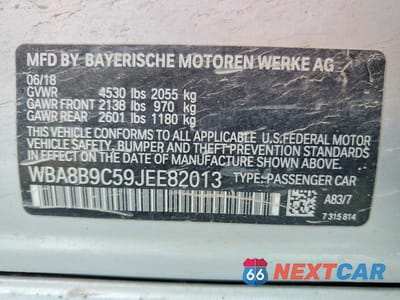 MFD BY BAYERISCHE MOTOREN WERKE AG
06/18
GVWR 4530 lbs 2055 kg
GAWR FRONT 2138 lbs 970 kg
GAWR REAR 2601 lbs 1180 kg
THIS VEHICLE CONFORMS TO ALL APPLICABLE U.S. FEDERAL MOTOR
VEHICLE SAFETY, BUMPER AND THEFT PREVENTION STANDARDS
IN EFFECT ON THE DATE OF MANUFACTURE SHOWN ABOVE.
WBA8B9C59JEE82013 TYPE: PASSENGER CAR
A83/7
7 315 814
66 NEXTCAR